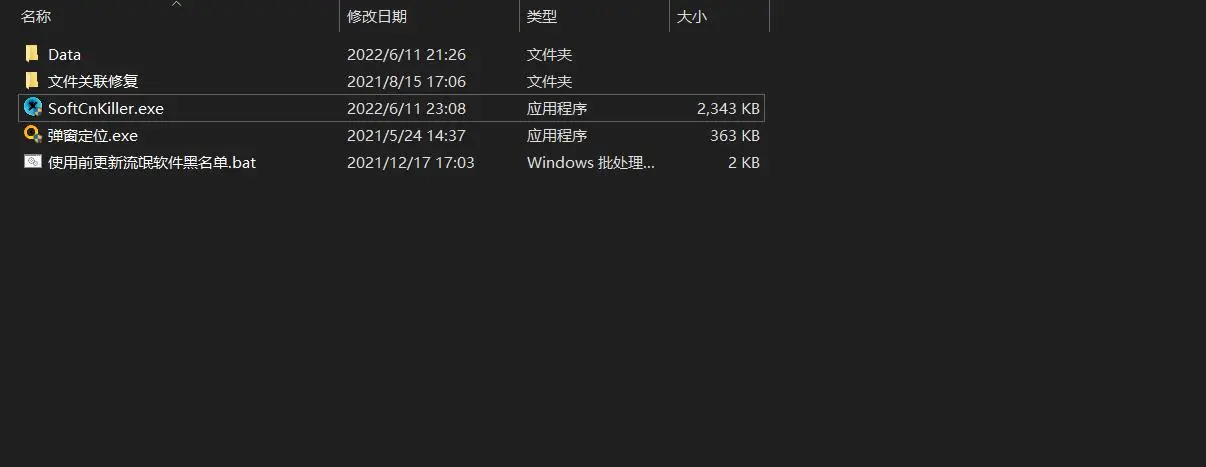 名称 修改日期 类型 大小
Data 2022/6/11 21:26 文件夹
文件关联修复 2021/8/15 17:06 文件夹
SoftCnKiller.exe 2022/6/11 23:08 应用程序 2,343 KB
弹窗定位.exe 2021/5/24 14:37 应用程序 363 KB
使用前更新流氓软件黑名单.bat 2021/12/17 17:03 Windows 批处理... 2 KB